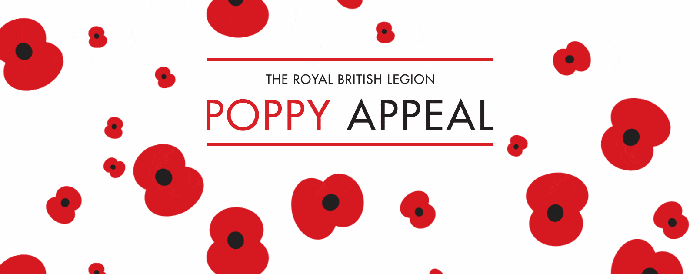 THE ROYAL BRITISH LEGION
POPPY APPEAL